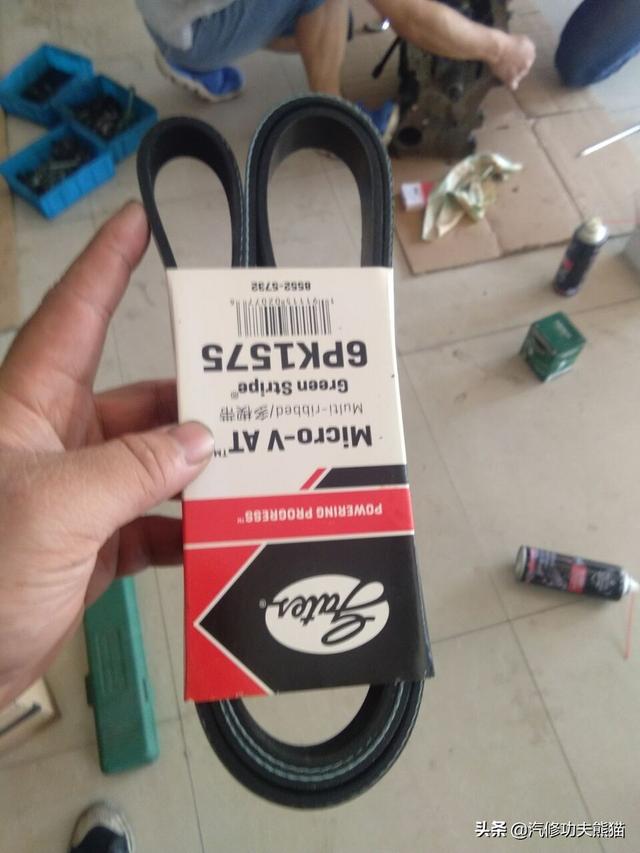 Gates®
POWERING PROGRESS™
Micro-V AT™
Multi-ribbed/多楔带
Green Stripe®
6PK1575
8552-5732
头条 @汽修功夫熊猫